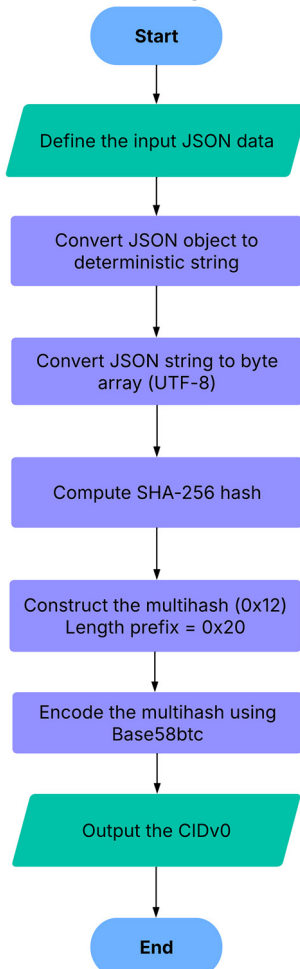 Start
Define the input JSON data
Convert JSON object to
deterministic string
Convert JSON string to byte
array (UTF-8)
Compute SHA-256 hash
Construct the multihash (0x12)
Length prefix = 0x20
Encode the multihash using
Base58btc
Output the CIDv0
End